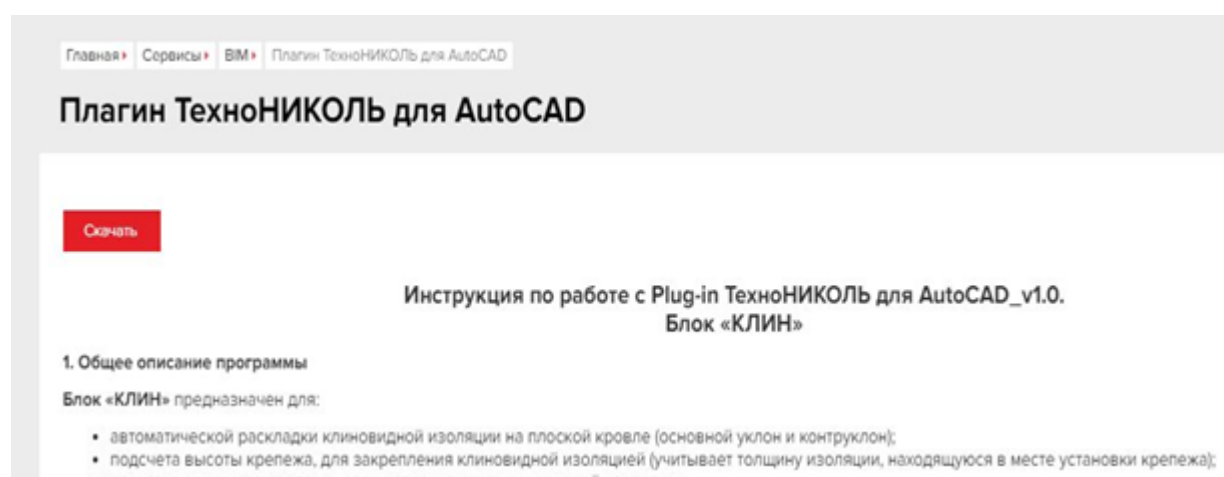 Главная Сервисы BIM Плагин ТехноНИКОЛЬ для AutoCAD
Плагин ТехноНИКОЛЬ для AutoCAD
Скачать
Инструкция по работе с Plug-in ТехноНИКОЛЬ для AutoCAD_v1.0.
Блок «КЛИН»
1. Общее описание программы
Блок «КЛИН» предназначен для:
• автоматической раскладки клиновидной изоляции на плоской кровле (основной уклон и контруклон);
• подсчета высоты крепежа, для закрепления клиновидной изоляцией (учитывает толщину изоляции, находящуюся в месте установки крепежа);